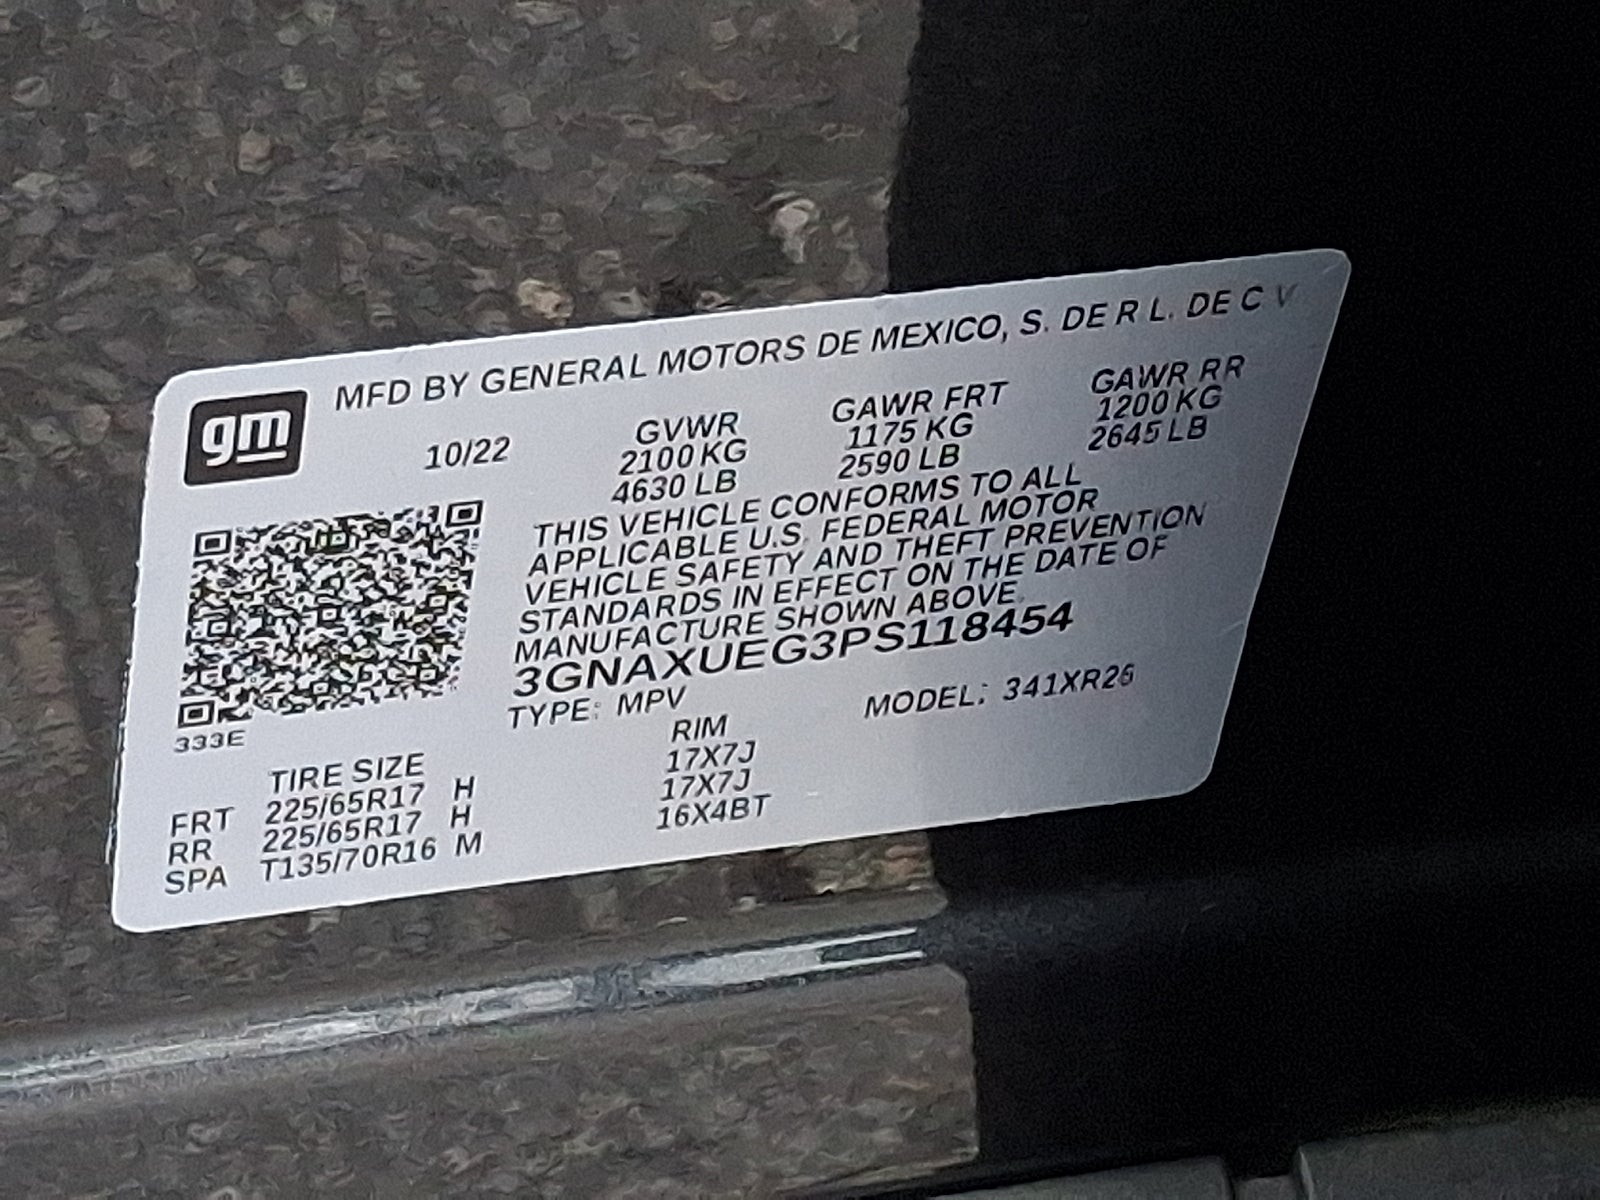 gm
MFD BY GENERAL MOTORS DE MEXICO, S. DE R L. DE C V
10/22
GVWR
2100 KG
4630 LB
GAWR FRT
1175 KG
2590 LB
GAWR RR
1200 KG
2645 LB
THIS VEHICLE CONFORMS TO ALL
APPLICABLE U.S. FEDERAL MOTOR
VEHICLE SAFETY AND THEFT PREVENTION
STANDARDS IN EFFECT ON THE DATE OF
MANUFACTURE SHOWN ABOVE.
3GNAXUEG3PS118454
TYPE: MPV MODEL: 341XR26
333E
TIRE SIZE RIM
FRT 225/65R17 H 17X7J
RR 225/65R17 H 17X7J
SPA T135/70R16 M 16X4BT